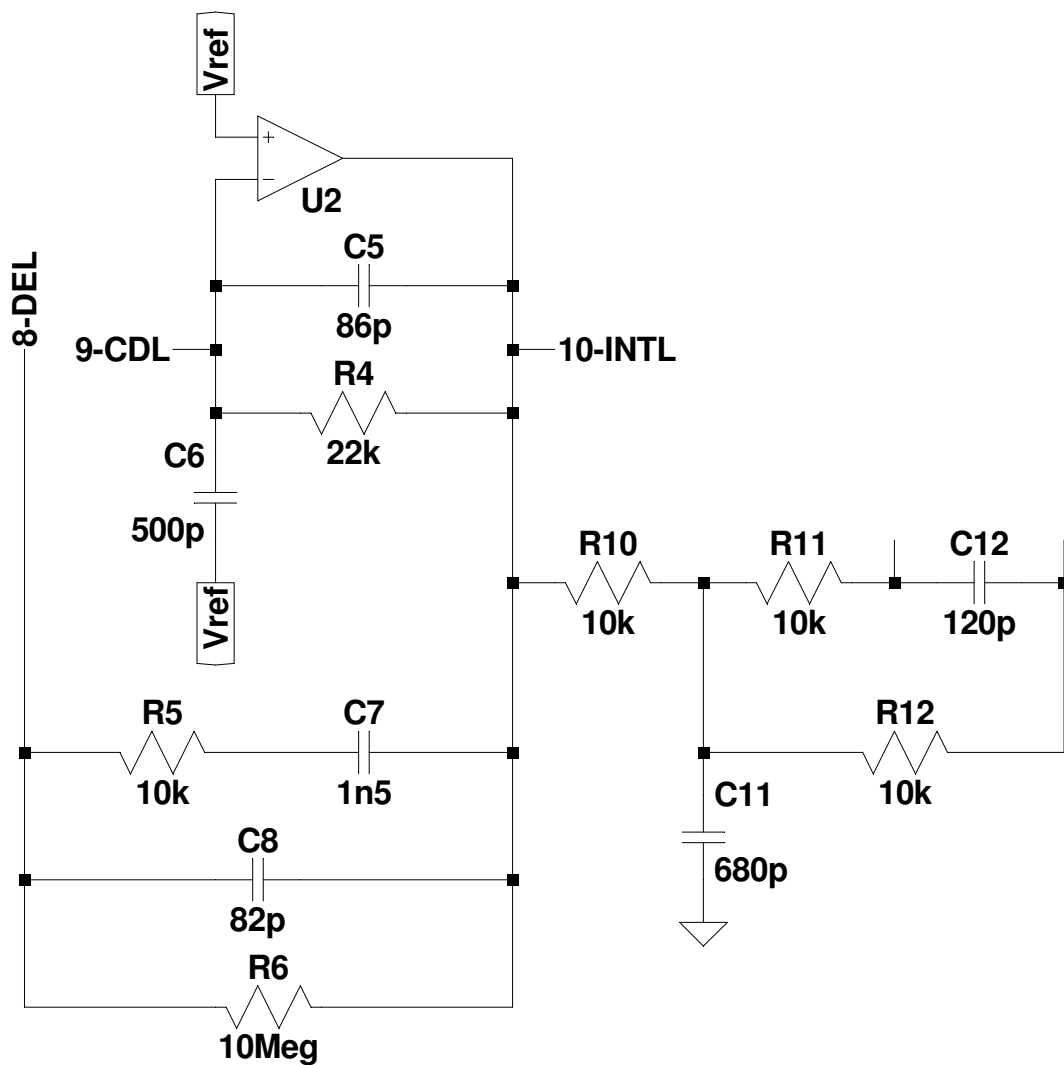 Vref
+
−
U2
C5
86p
8-DEL
9-CDL
10-INTL
R4
22k
C6
500p
Vref
R10
10k
R11
10k
C12
120p
R5
10k
C7
1n5
R12
10k
C11
680p
C8
82p
R6
10Meg